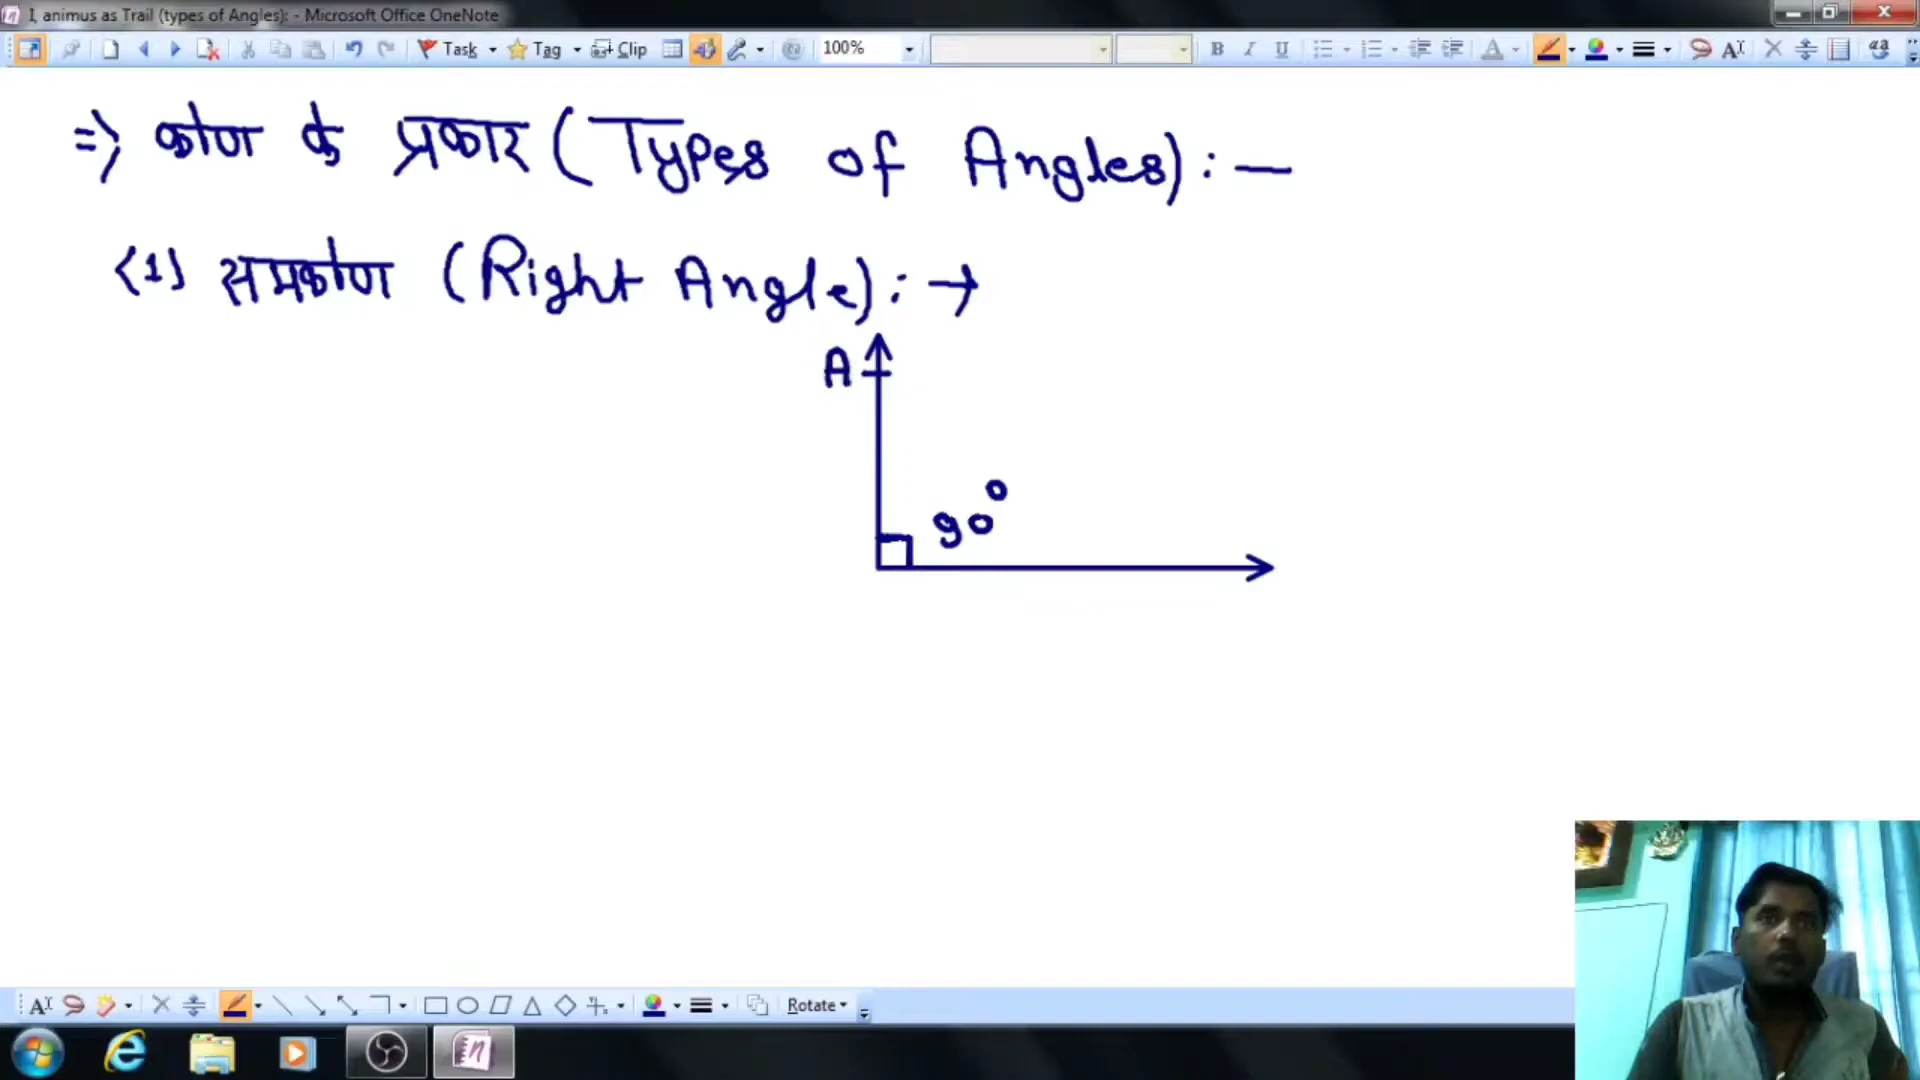 I, animus as Trail (types of Angles): - Microsoft Office OneNote
Task Tag Clip 100% B I U A
=> कोण के प्रकार (Types of Angles) : —
(1) समकोण (Right Angle) : →
A
90°
Rotate